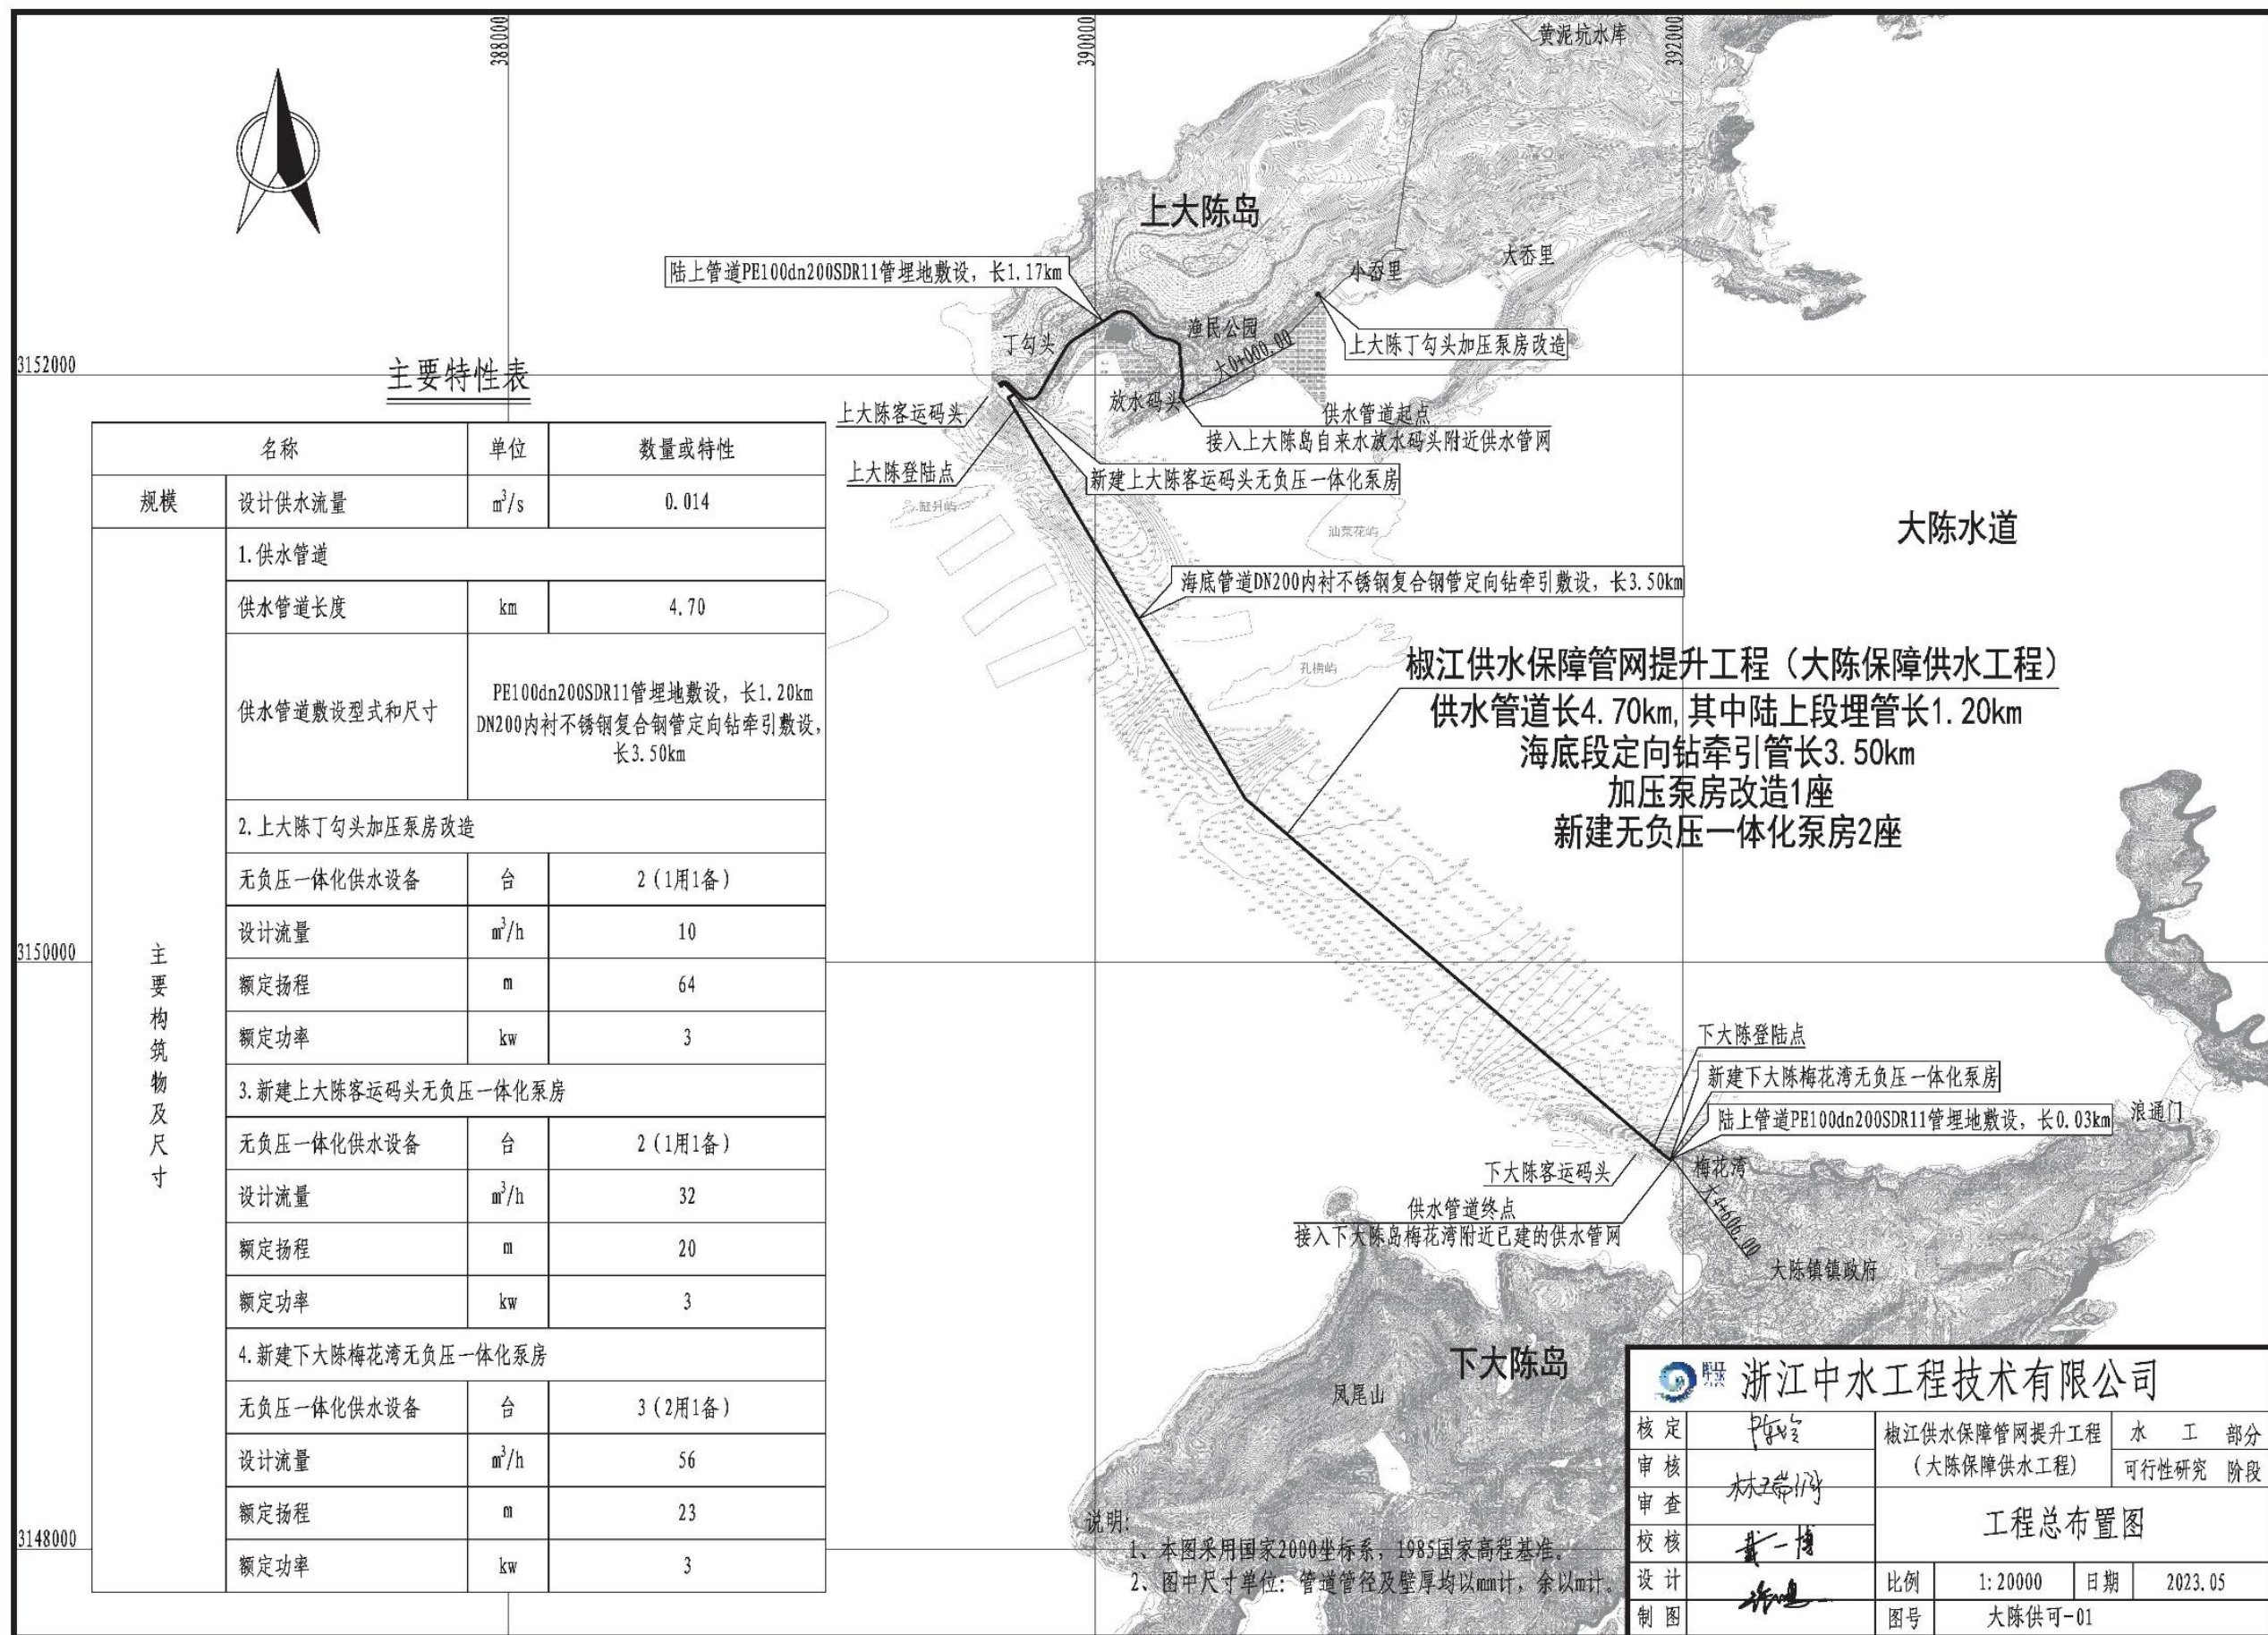 388000
390000
392000
3152000
3150000
3148000
黄泥坑水库
上大陈岛
小岙里
大岙里
陆上管道PE100dn200SDR11管埋地敷设，长1.17km
渔民公园
丁勾头
上大陈丁勾头加压泵房改造
大0+000.00
放水码头
上大陈客运码头
供水管道起点
接入上大陈岛自来水放水码头附近供水管网
上大陈登陆点
新建上大陈客运码头无负压一体化泵房
大陈水道
海底管道DN200内衬不锈钢复合钢管定向钻牵引敷设，长3.50km
椒江供水保障管网提升工程（大陈保障供水工程）
供水管道长4.70km,其中陆上段埋管长1.20km
海底段定向钻牵引管长3.50km
加压泵房改造1座
新建无负压一体化泵房2座
下大陈登陆点
新建下大陈梅花湾无负压一体化泵房
陆上管道PE100dn200SDR11管埋地敷设，长0.03km
浪通门
梅花湾
下大陈客运码头
供水管道终点
接入下大陈岛梅花湾附近已建的供水管网
大4+606.00
大陈镇镇政府
下大陈岛
凤尾山
主要特性表
名称 单位 数量或特性
规模 设计供水流量 m³/s 0.014
主要构筑物及尺寸
1.供水管道
供水管道长度 km 4.70
供水管道敷设型式和尺寸
PE100dn200SDR11管埋地敷设，长1.20km
DN200内衬不锈钢复合钢管定向钻牵引敷设，
长3.50km
2.上大陈丁勾头加压泵房改造
无负压一体化供水设备 台 2（1用1备）
设计流量 m³/h 10
额定扬程 m 64
额定功率 kw 3
3.新建上大陈客运码头无负压一体化泵房
无负压一体化供水设备 台 2（1用1备）
设计流量 m³/h 32
额定扬程 m 20
额定功率 kw 3
4.新建下大陈梅花湾无负压一体化泵房
无负压一体化供水设备 台 3（2用1备）
设计流量 m³/h 56
额定扬程 m 23
额定功率 kw 3
说明：
1、本图采用国家2000坐标系，1985国家高程基准。
2、图中尺寸单位：管道管径及壁厚均以mm计，余以m计。
浙江中水工程技术有限公司
核定
审核
审查
校核
设计
制图
椒江供水保障管网提升工程
（大陈保障供水工程）
水 工 部分
可行性研究 阶段
工程总布置图
比例 1:20000 日期 2023.05
图号 大陈供可-01